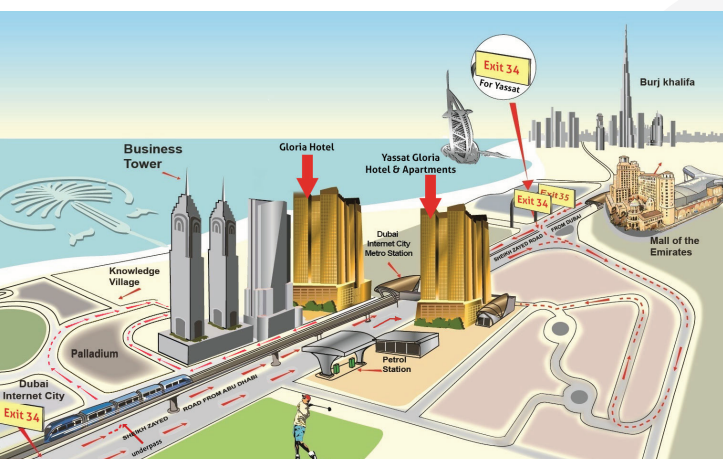 Exit 34
For Yassat
Burj khalifa
Business
Tower
Gloria Hotel
Yassat Gloria
Hotel & Apartments
Exit 35
Exit 34
SHEIKH ZAYED ROAD
FROM DUBAI
Mall of the
Emirates
Dubai
Internet City
Metro Station
Knowledge
Village
Palladium
Petrol
Station
Dubai
Internet City
Exit 34
SHEIKH ZAYED
ROAD FROM ABU DHABI
underpass